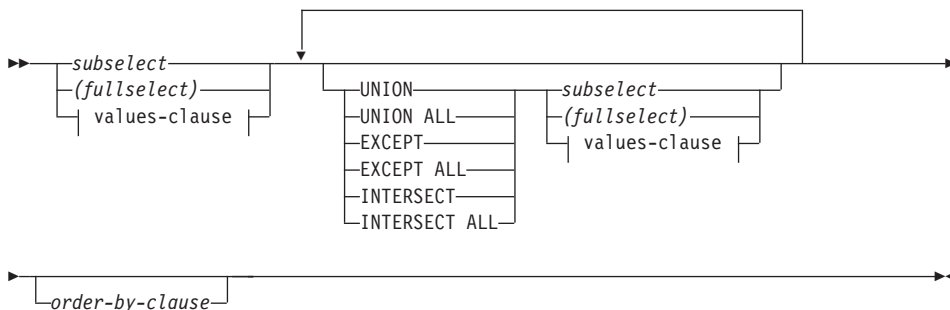 subselect
(fullselect)
values-clause
UNION
UNION ALL
EXCEPT
EXCEPT ALL
INTERSECT
INTERSECT ALL
subselect
(fullselect)
values-clause
order-by-clause